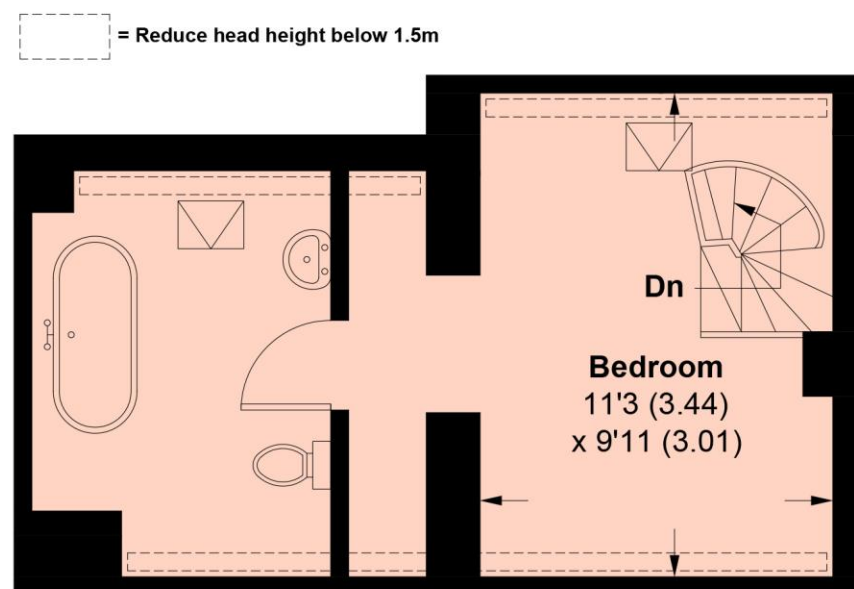 = Reduce head height below 1.5m
Dn
Bedroom
11'3 (3.44)
x 9'11 (3.01)